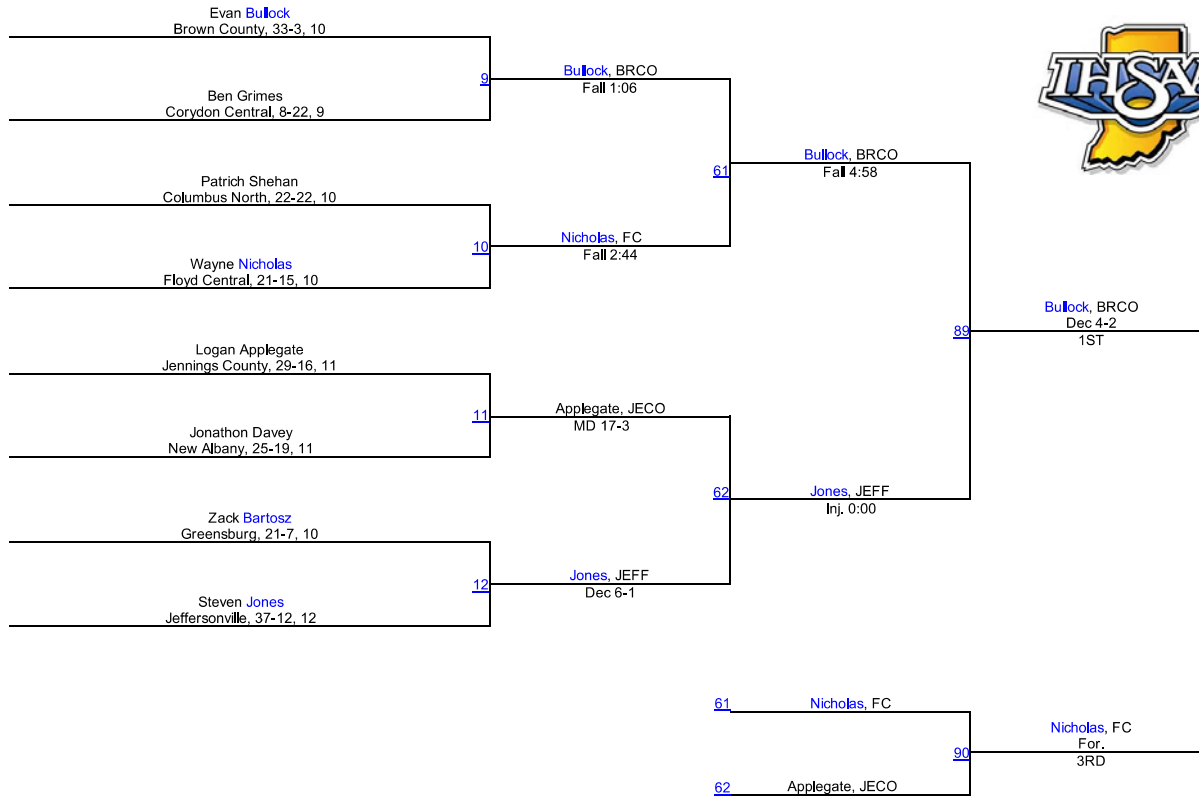 Evan Bullock
Brown County, 33-3, 10
9
Ben Grimes
Corydon Central, 8-22, 9
Bullock, BRCO
Fall 1:06
61
Patrich Shehan
Columbus North, 22-22, 10
10
Wayne Nicholas
Floyd Central, 21-15, 10
Nicholas, FC
Fall 2:44
Bullock, BRCO
Fall 4:58
89
Logan Applegate
Jennings County, 29-16, 11
11
Jonathon Davey
New Albany, 25-19, 11
Applegate, JECO
MD 17-3
62
Zack Bartosz
Greensburg, 21-7, 10
12
Steven Jones
Jeffersonville, 37-12, 12
Jones, JEFF
Dec 6-1
Jones, JEFF
Inj. 0:00
Bullock, BRCO
Dec 4-2
1ST
61
Nicholas, FC
90
62
Applegate, JECO
Nicholas, FC
For.
3RD
IHSAA